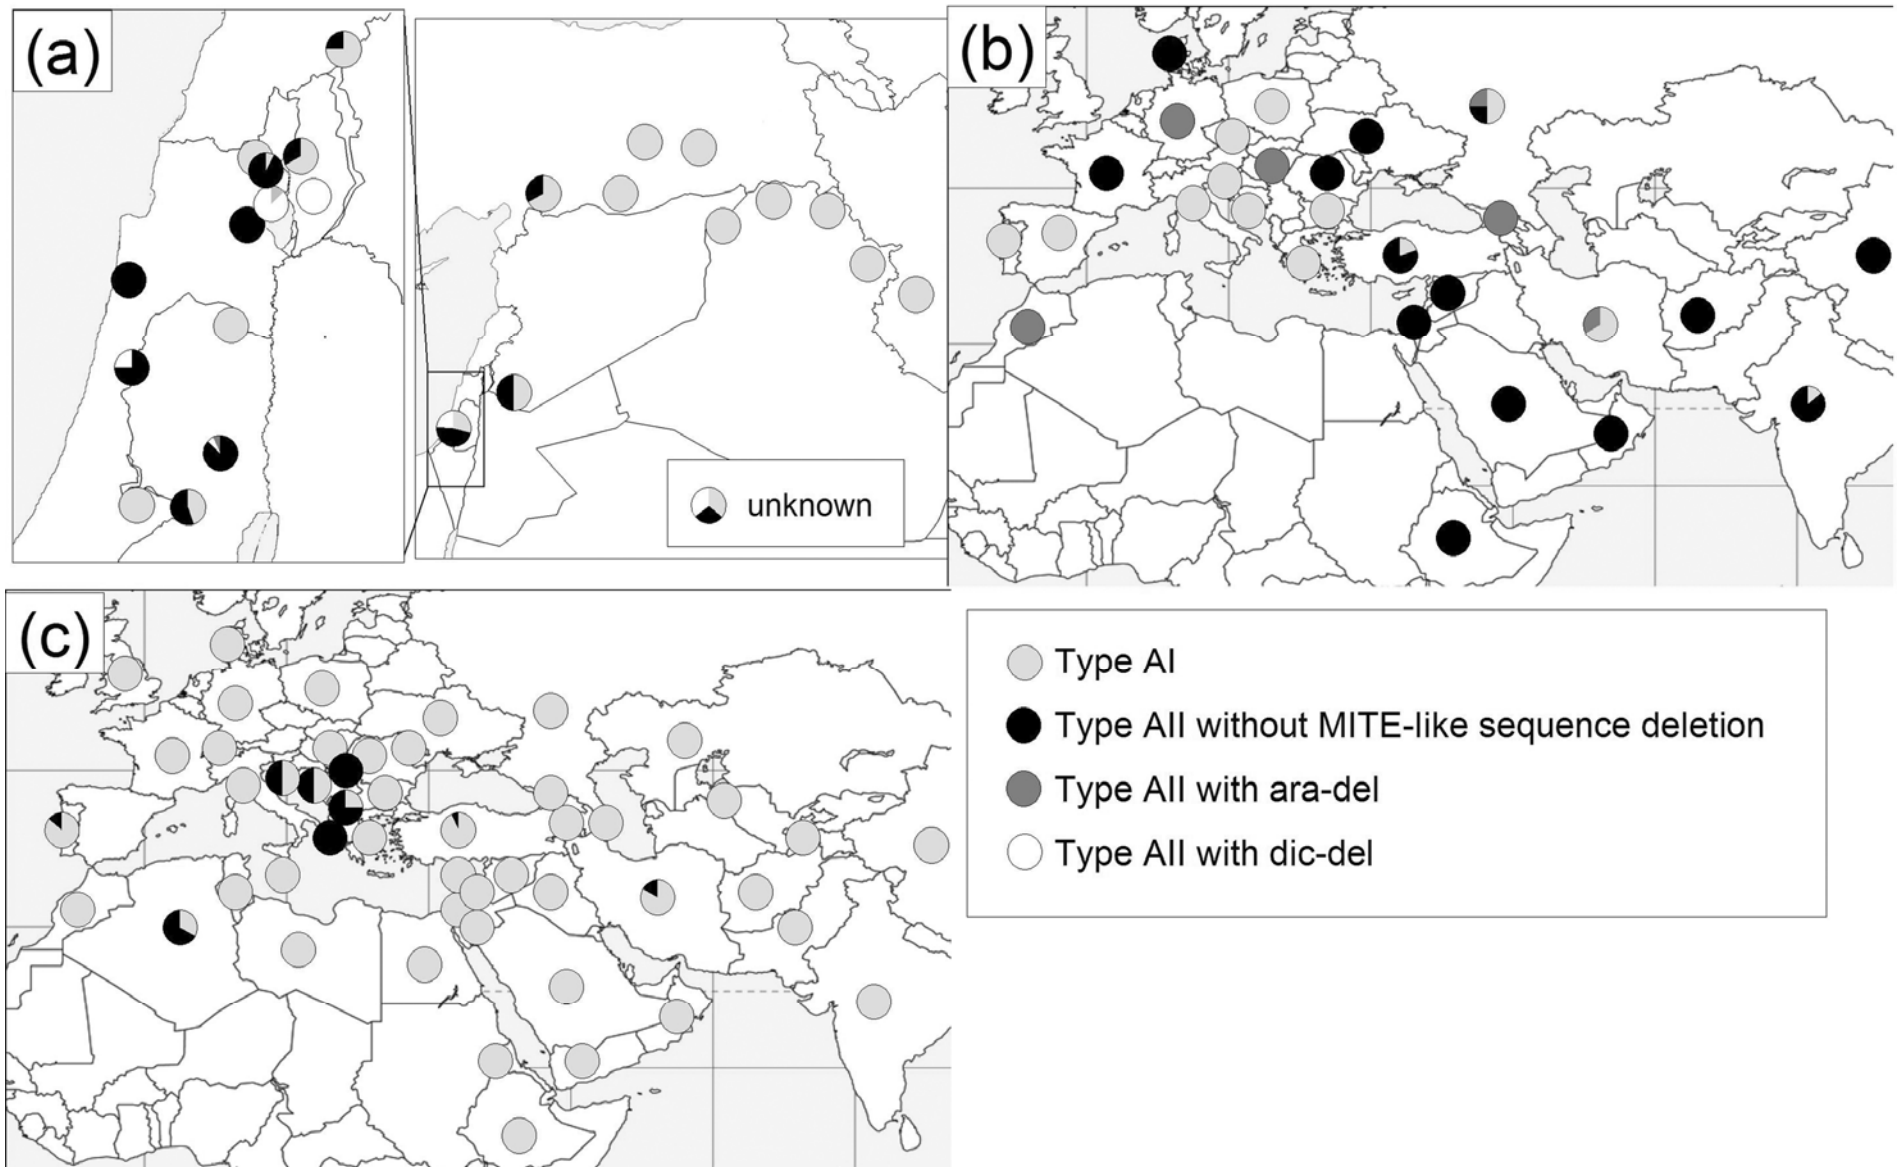 (a)
unknown
(b)
(c)
Type AI
Type AII without MITE-like sequence deletion
Type AII with ara-del
Type AII with dic-del